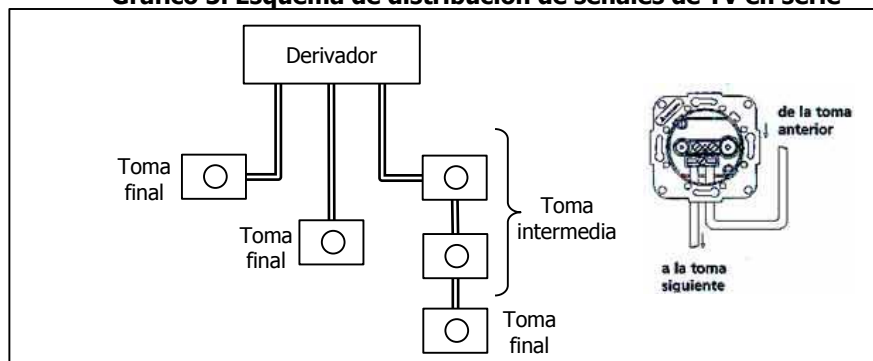 Gráfico 3. Esquema de distribución de señales de TV en serie
Derivador
Toma
final
Toma
final
Toma
intermedia
Toma
final
de la toma
anterior
a la toma
siguiente